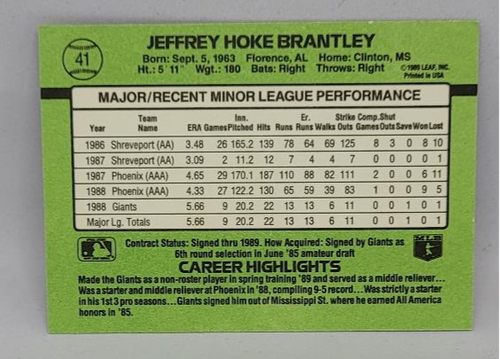 41
JEFFREY HOKE BRANTLEY
Born: Sept. 5, 1963 Florence, AL Home: Clinton, MS
Ht.: 5' 11" Wgt.: 180 Bats: Right Throws: Right
©1989 LEAF, INC.
Printed in USA
MAJOR/RECENT MINOR LEAGUE PERFORMANCE
Year Team Name ERA Games Inn. Pitched Hits Runs Er. Runs Walks Strike Outs Comp. Games Shut Outs Save Won Lost
1986 Shreveport (AA) 3.48 26 165.2 139 78 64 69 125 8 3 0 8 10
1987 Shreveport (AA) 3.09 2 11.2 12 7 4 4 7 0 0 0 0 1
1987 Phoenix (AAA) 4.65 29 170.1 187 110 88 82 111 2 0 0 6 11
1988 Phoenix (AAA) 4.33 27 122.2 130 65 59 39 83 1 0 0 9 5
1988 Giants 5.66 9 20.2 22 13 13 6 11 0 0 1 0 1
Major Lg. Totals 5.66 9 20.2 22 13 13 6 11 0 0 1 0 1
Contract Status: Signed thru 1989. How Acquired: Signed by Giants as
6th round selection in June '85 amateur draft
CAREER HIGHLIGHTS
Made the Giants as a non-roster player in spring training '89 and served as a middle reliever...
Was a starter and middle reliever at Phoenix in '88, compiling 9-5 record...Was strictly a starter
in his 1st 3 pro seasons...Giants signed him out of Mississippi St. where he earned All America
honors in '85.